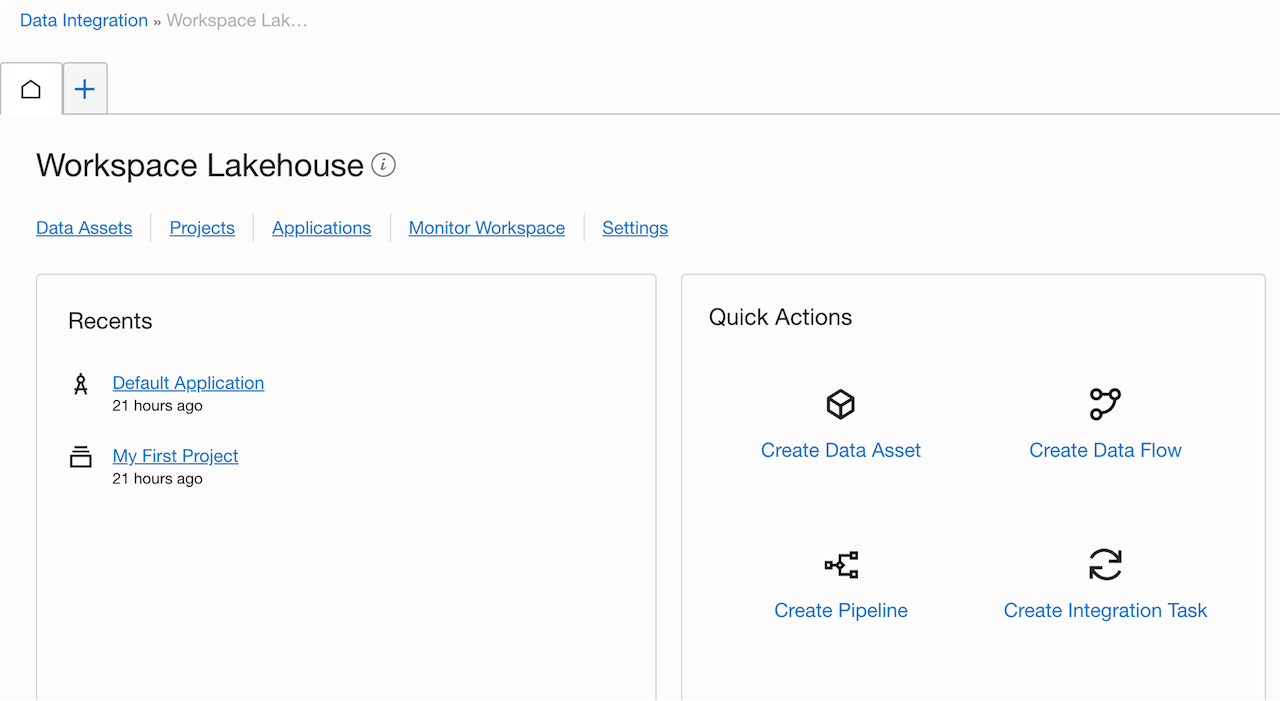 Data Integration » Workspace Lak...
Workspace Lakehouse i
Data Assets Projects Applications Monitor Workspace Settings
Recents
Default Application
21 hours ago
My First Project
21 hours ago
Quick Actions
Create Data Asset Create Data Flow
Create Pipeline Create Integration Task